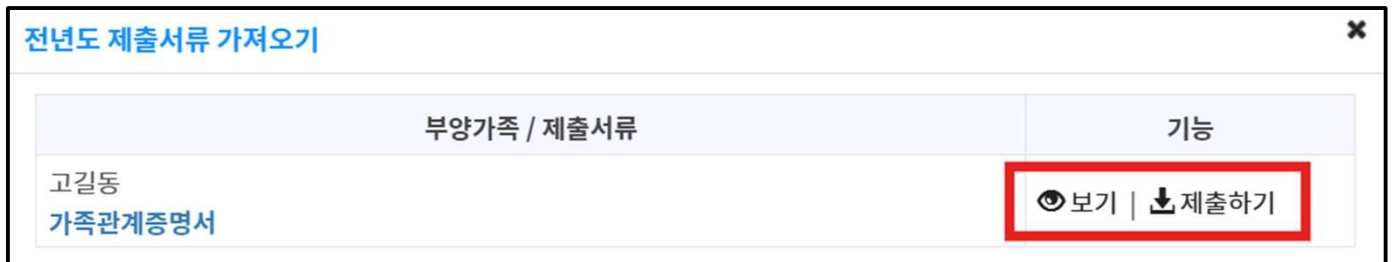 전년도 제출서류 가져오기
부양가족 / 제출서류 기능
고길동
가족관계증명서
보기 | 제출하기